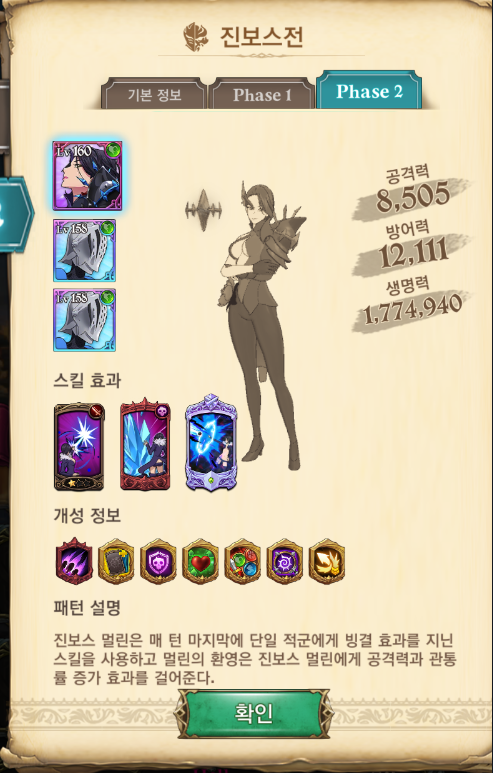 진보스전
기본 정보
Phase 1
Phase 2
Lv.160
Lv.158
Lv.158
공격력
8,505
방어력
12,111
생명력
1,774,940
스킬 효과
개성 정보
패턴 설명
진보스 멀린은 매 턴 마지막에 단일 적군에게 빙결 효과를 지닌
스킬을 사용하고 멀린의 환영은 진보스 멀린에게 공격력과 관통
률 증가 효과를 걸어준다.
확인